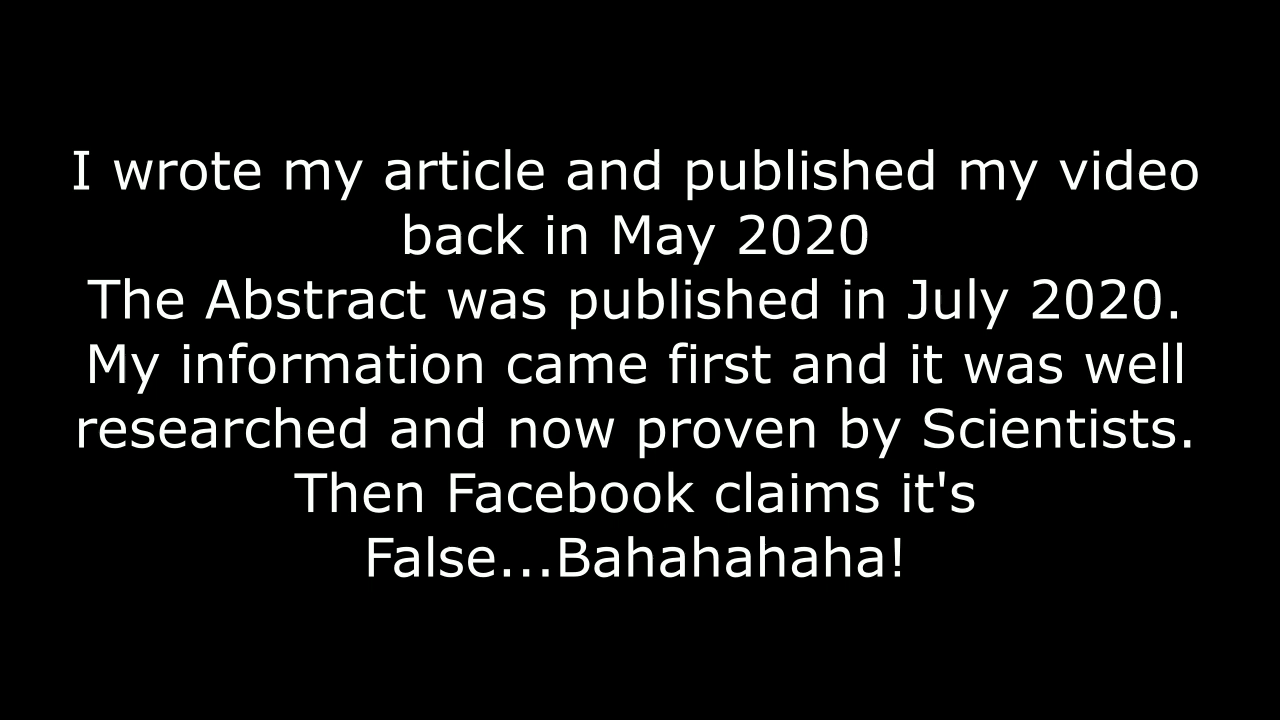 I wrote my article and published my video
back in May 2020
The Abstract was published in July 2020.
My information came first and it was well
researched and now proven by Scientists.
Then Facebook claims it's
False...Bahahahaha!